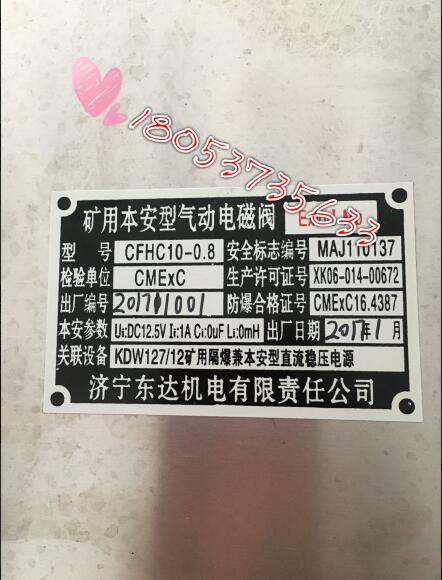 18053735633
矿用本安型气动电磁阀
型 号 CFHC10-0.8 安全标志编号 MAJ110137
检验单位 CMExC 生产许可证号 XK06-014-00672
出厂编号 201701001 防爆合格证号 CMExC16.4387
本安参数 Ui:DC12.5V Ii:1A Ci:0uF Li:0mH 出厂日期 2017年1月
关联设备 KDW127/12矿用隔爆兼本安型直流稳压电源
济宁东达机电有限责任公司